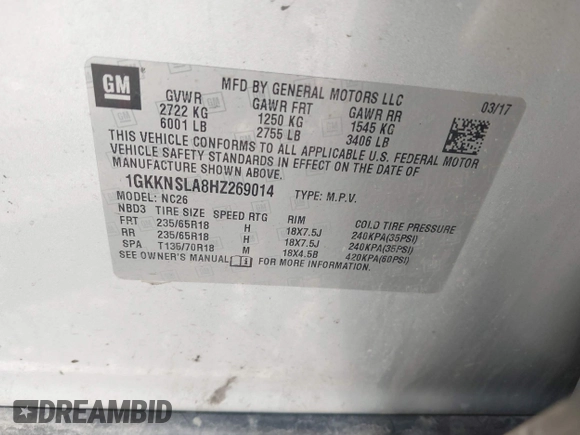 GM
MFD BY GENERAL MOTORS LLC
03/17
GVWR GAWR FRT GAWR RR
2722 KG 1250 KG 1545 KG
6001 LB 2755 LB 3406 LB
THIS VEHICLE CONFORMS TO ALL APPLICABLE U.S. FEDERAL MOTOR
VEHICLE SAFETY STANDARDS IN EFFECT ON THE DATE OF
MANUFACTURE SHOWN ABOVE.
1GKKNSLA8HZ269014 TYPE: M.P.V.
MODEL: NC26
NBD3 TIRE SIZE SPEED RTG RIM COLD TIRE PRESSURE
FRT 235/65R18 H 18X7.5J 240KPA(35PSI)
RR 235/65R18 H 18X7.5J 240KPA(35PSI)
SPA T135/70R18 M 18X4.5B 420KPA(60PSI)
SEE OWNER'S MANUAL FOR MORE INFORMATION.
DREAMBID